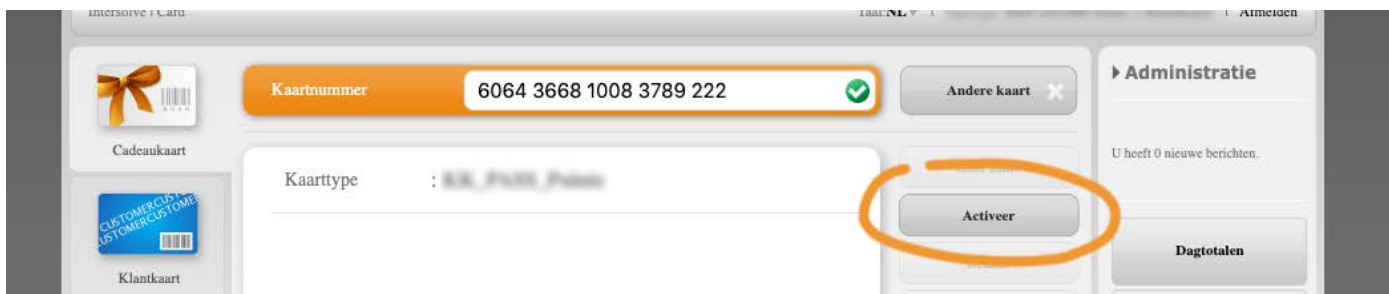 Intersolve i Card
Taal:NL
Afmelden
Kaartnummer
6064 3668 1008 3789 222
Andere kaart
Administratie
Cadeaukaart
U heeft 0 nieuwe berichten.
Kaarttype :
CUSTOMERCUSTOMER
Activeer
Dagtotalen
Klantkaart